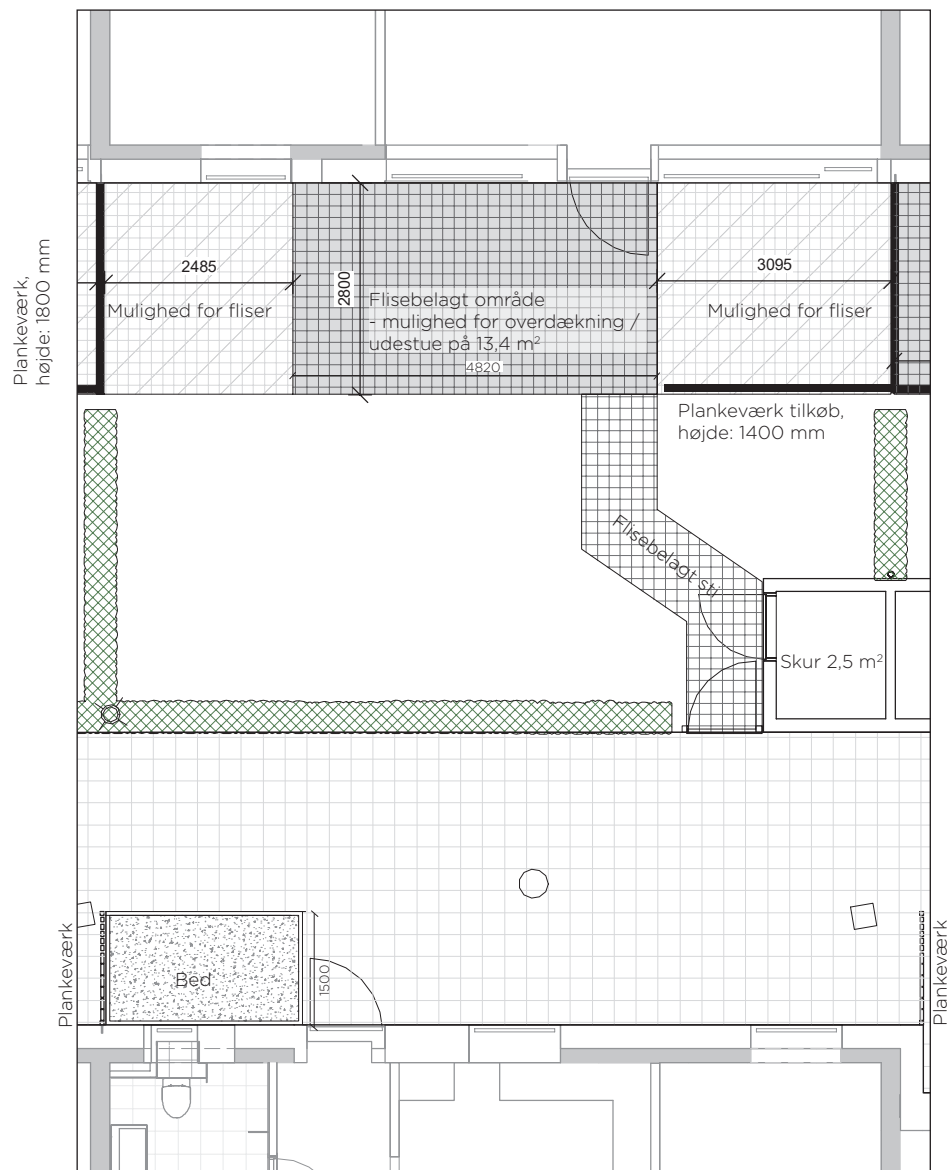 Plankeværk,
højde: 1800 mm
2485
Mulighed for fliser
2800
Flisebelagt område
- mulighed for overdækning /
udestue på 13,4 m²
4820
3095
Mulighed for fliser
Plankeværk tilkøb,
højde: 1400 mm
Flisebelagt sti
Skur 2,5 m²
Plankeværk
Bed
1500
Plankeværk